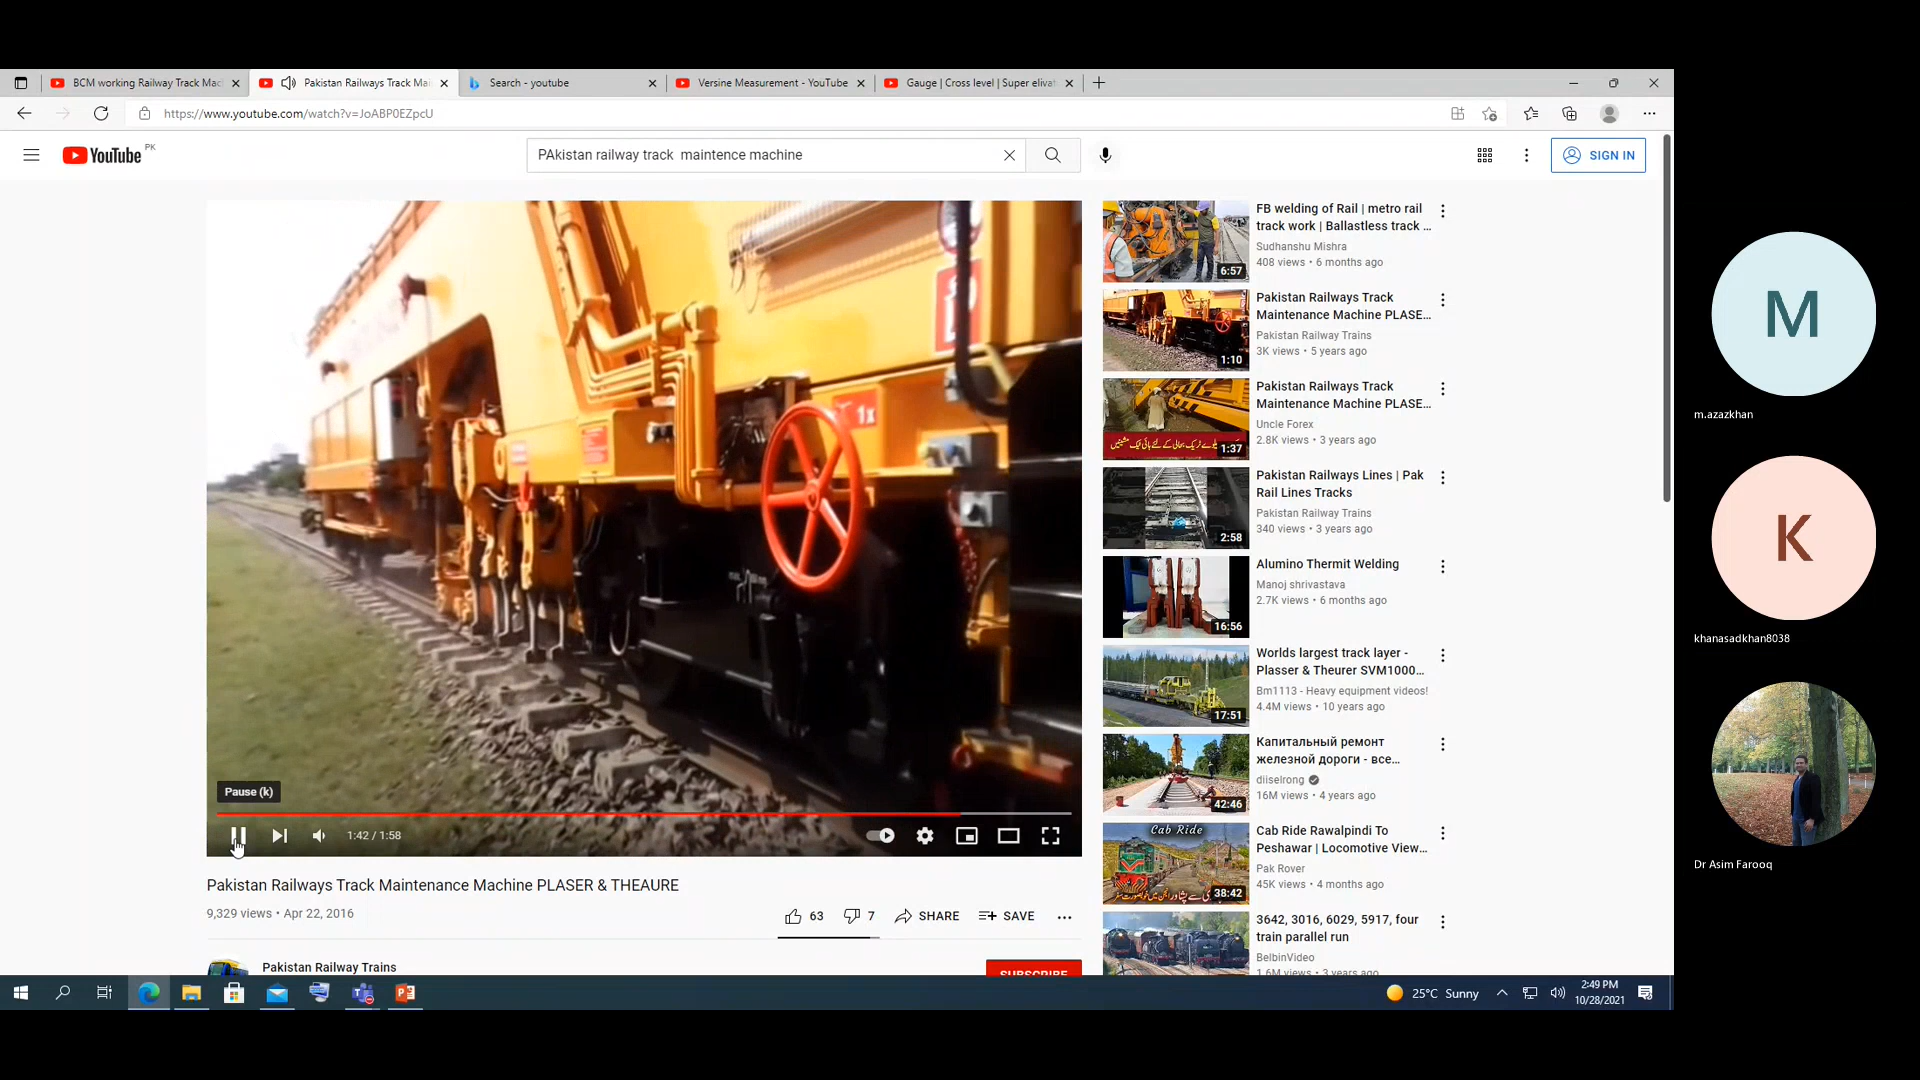 BCM working Railway Track Mac
Pakistan Railways Track Mai
Search - youtube
Versine Measurement - YouTube
Gauge | Cross level | Super elivat
https://www.youtube.com/watch?v=JoABP0EZpcU
YouTube PK
PAkistan railway track maintence machine
SIGN IN
1x
Pause (k)
1:42 / 1:58
Pakistan Railways Track Maintenance Machine PLASER & THEAURE
9,329 views • Apr 22, 2016
63
7
SHARE
SAVE
Pakistan Railway Trains
SUBSCRIBE
FB welding of Rail | metro rail
track work | Ballastless track ...
Sudhanshu Mishra
408 views • 6 months ago
6:57
Pakistan Railways Track
Maintenance Machine PLASE...
Pakistan Railway Trains
3K views • 5 years ago
1:10
Pakistan Railways Track
Maintenance Machine PLASE...
Uncle Forex
2.8K views • 3 years ago
1:37
Pakistan Railways Lines | Pak
Rail Lines Tracks
Pakistan Railway Trains
340 views • 3 years ago
2:58
Alumino Thermit Welding
Manoj shrivastava
2.7K views • 6 months ago
16:56
Worlds largest track layer -
Plasser & Theurer SVM1000...
Bm1113 - Heavy equipment videos!
4.4M views • 10 years ago
17:51
Капитальный ремонт
железной дороги - все...
diiselrong
16M views • 4 years ago
42:46
Cab Ride
Cab Ride Rawalpindi To
Peshawar | Locomotive View...
Pak Rover
45K views • 4 months ago
38:42
3642, 3016, 6029, 5917, four
train parallel run
BelbinVideo
1.6M views • 3 years ago
25°C Sunny
2:49 PM
10/28/2021
M
m.azazkhan
K
khanasadkhan8038
Dr Asim Farooq